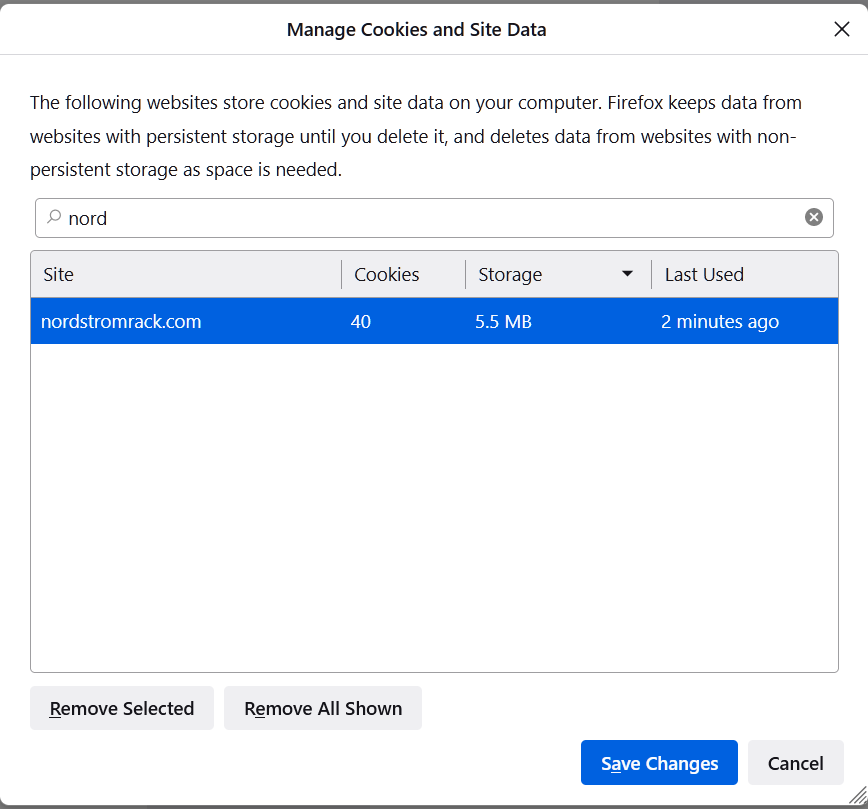 Manage Cookies and Site Data
The following websites store cookies and site data on your computer. Firefox keeps data from
websites with persistent storage until you delete it, and deletes data from websites with non-
persistent storage as space is needed.
nord
Site Cookies Storage Last Used
nordstromrack.com 40 5.5 MB 2 minutes ago
Remove Selected Remove All Shown
Save Changes Cancel